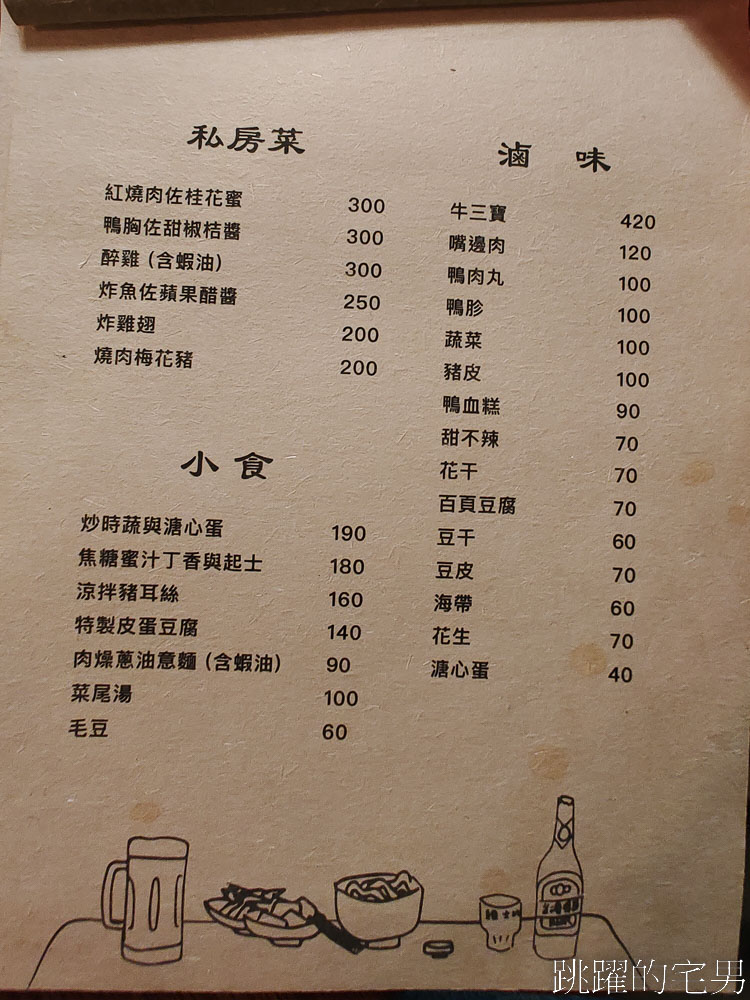 私房菜
紅燒肉佐桂花蜜 300
鴨胸佐甜椒桔醬 300
醉雞（含蝦油） 300
炸魚佐蘋果醋醬 250
炸雞翅 200
燒肉梅花豬 200
小食
炒時蔬與溏心蛋 190
焦糖蜜汁丁香與起士 180
涼拌豬耳絲 160
特製皮蛋豆腐 140
肉燥蔥油意麵（含蝦油） 90
菜尾湯 100
毛豆 60
滷味
牛三寶 420
嘴邊肉 120
鴨肉丸 100
鴨胗 100
蔬菜 100
豬皮 100
鴨血糕 90
甜不辣 70
花干 70
百頁豆腐 70
豆干 60
豆皮 70
海帶 60
花生 70
溏心蛋 40
跳躍的宅男